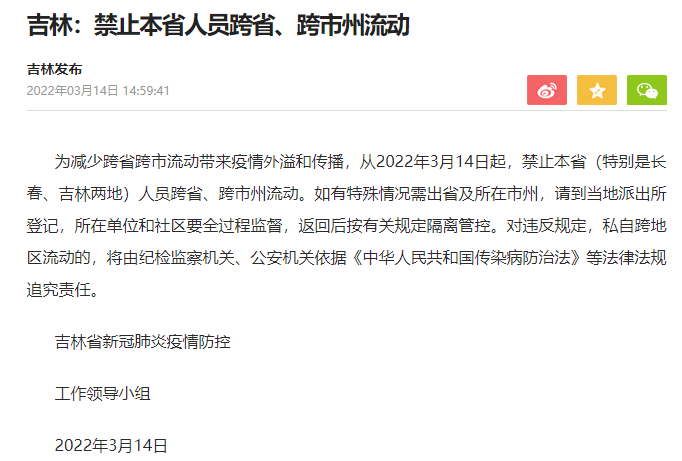 吉林：禁止本省人员跨省、跨市州流动
吉林发布
2022年03月14日 14:59:41
为减少跨省跨市流动带来疫情外溢和传播，从2022年3月14日起，禁止本省（特别是长
春、吉林两地）人员跨省、跨市州流动。如有特殊情况需出省及所在市州，请到当地派出所
登记，所在单位和社区要全过程监督，返回后按有关规定隔离管控。对违反规定，私自跨地
区流动的，将由纪检监察机关、公安机关依据《中华人民共和国传染病防治法》等法律法规
追究责任。
吉林省新冠肺炎疫情防控
工作领导小组
2022年3月14日